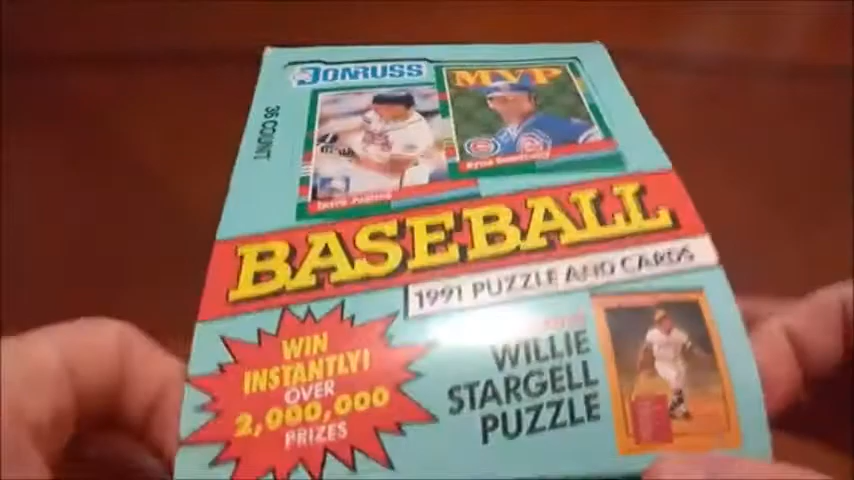 DONRUSS
MVP
36 COUNT
BASEBALL
1991 PUZZLE AND CARDS
WIN
INSTANTLY!
OVER
2,000,000
PRIZES
WILLIE
STARGELL
PUZZLE